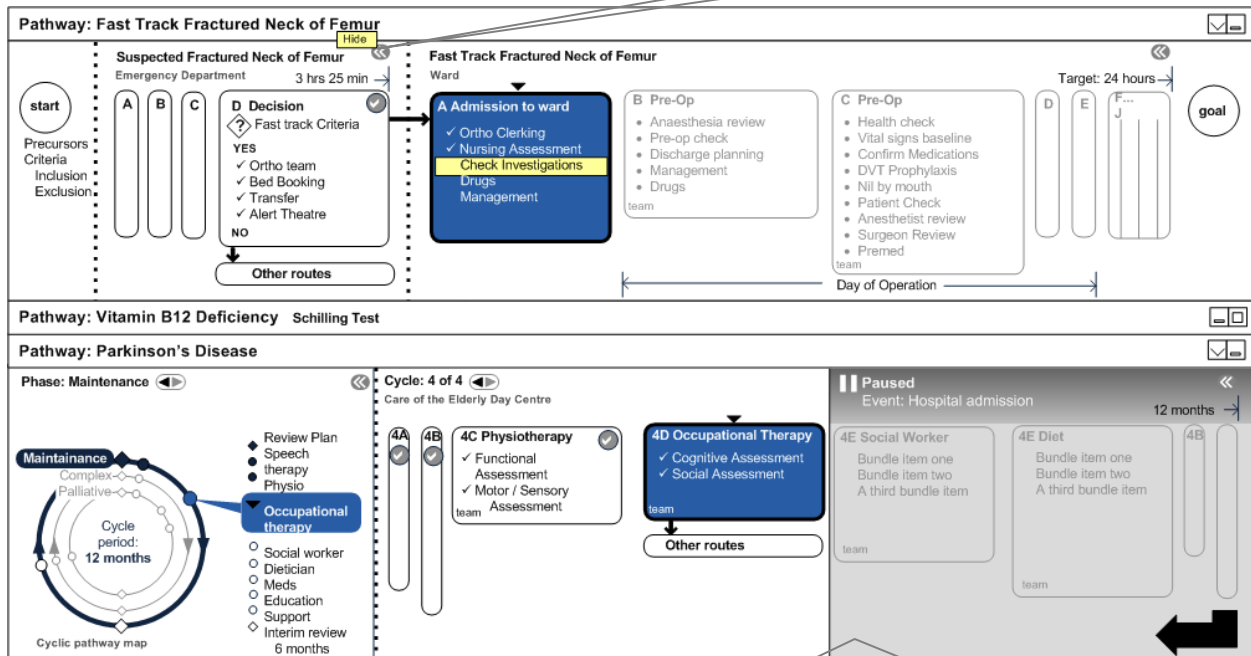 Pathway: Fast Track Fractured Neck of Femur
Hide
start
Precursors
Criteria
Inclusion
Exclusion
Suspected Fractured Neck of Femur
Emergency Department
3 hrs 25 min
A
B
C
D Decision
?
Fast track Criteria
YES
✓ Ortho team
✓ Bed Booking
✓ Transfer
✓ Alert Theatre
NO
Other routes
Fast Track Fractured Neck of Femur
Ward
Target: 24 hours
A Admission to ward
✓ Ortho Clerking
✓ Nursing Assessment
Check Investigations
Drugs
Management
B Pre-Op
• Anaesthesia review
• Pre-op check
• Discharge planning
• Management
• Drugs
team
C Pre-Op
• Health check
• Vital signs baseline
• Confirm Medications
• DVT Prophylaxis
• Nil by mouth
• Patient Check
• Anesthetist review
• Surgeon Review
• Premed
team
D
E
F...
J
goal
Day of Operation
Pathway: Vitamin B12 Deficiency Schilling Test
Pathway: Parkinson's Disease
Phase: Maintenance
Maintainance
Complex
Palliative
Cycle
period:
12 months
Cyclic pathway map
Review Plan
Speech
therapy
Physio
Occupational
therapy
Social worker
Dietician
Meds
Education
Support
Interim review
6 months
Cycle: 4 of 4
Care of the Elderly Day Centre
4A
4B
4C Physiotherapy
✓ Functional
Assessment
✓ Motor / Sensory
Assessment
team
4D Occupational Therapy
✓ Cognitive Assessment
✓ Social Assessment
team
Other routes
Paused
Event: Hospital admission
12 months
4E Social Worker
Bundle item one
Bundle item two
A third bundle item
team
4E Diet
Bundle item one
Bundle item two
A third bundle item
team
4B